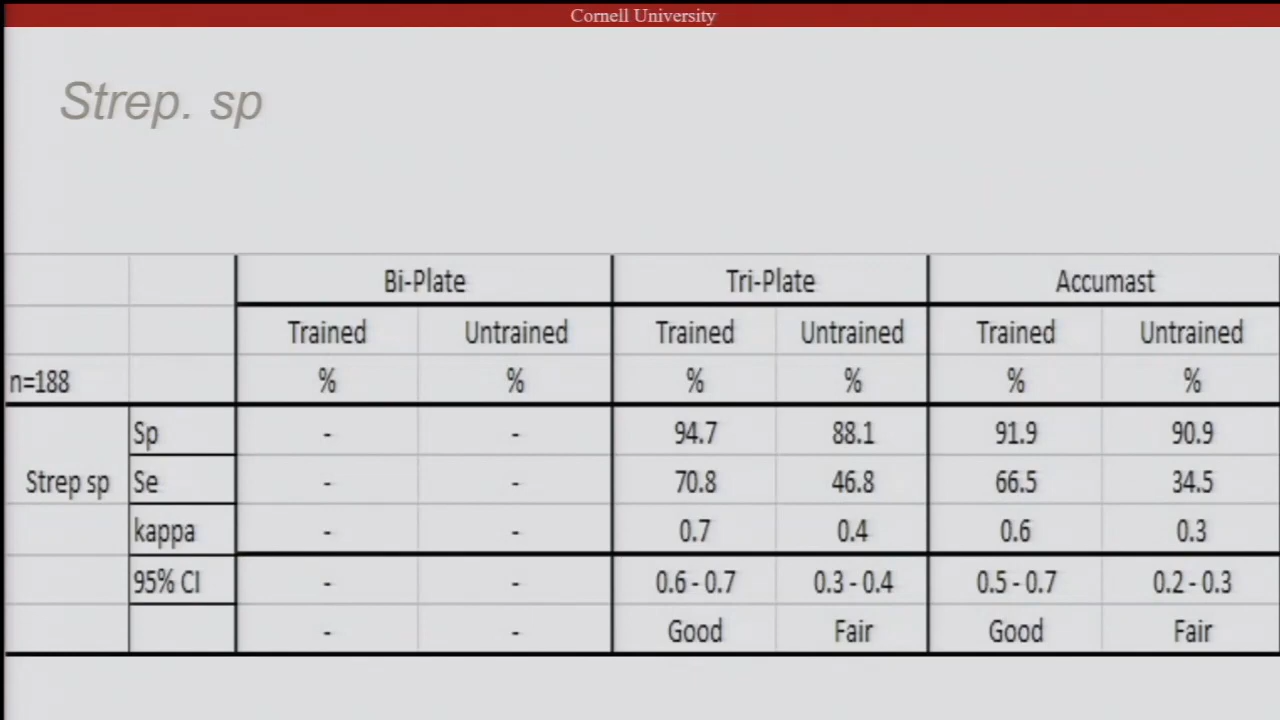 Cornell University
Strep. sp
Bi-Plate Tri-Plate Accumast
Trained Untrained Trained Untrained Trained Untrained
n=188 % % % % % %
Sp - - 94.7 88.1 91.9 90.9
Strep sp Se - - 70.8 46.8 66.5 34.5
kappa - - 0.7 0.4 0.6 0.3
95% CI - - 0.6 - 0.7 0.3 - 0.4 0.5 - 0.7 0.2 - 0.3
- - Good Fair Good Fair